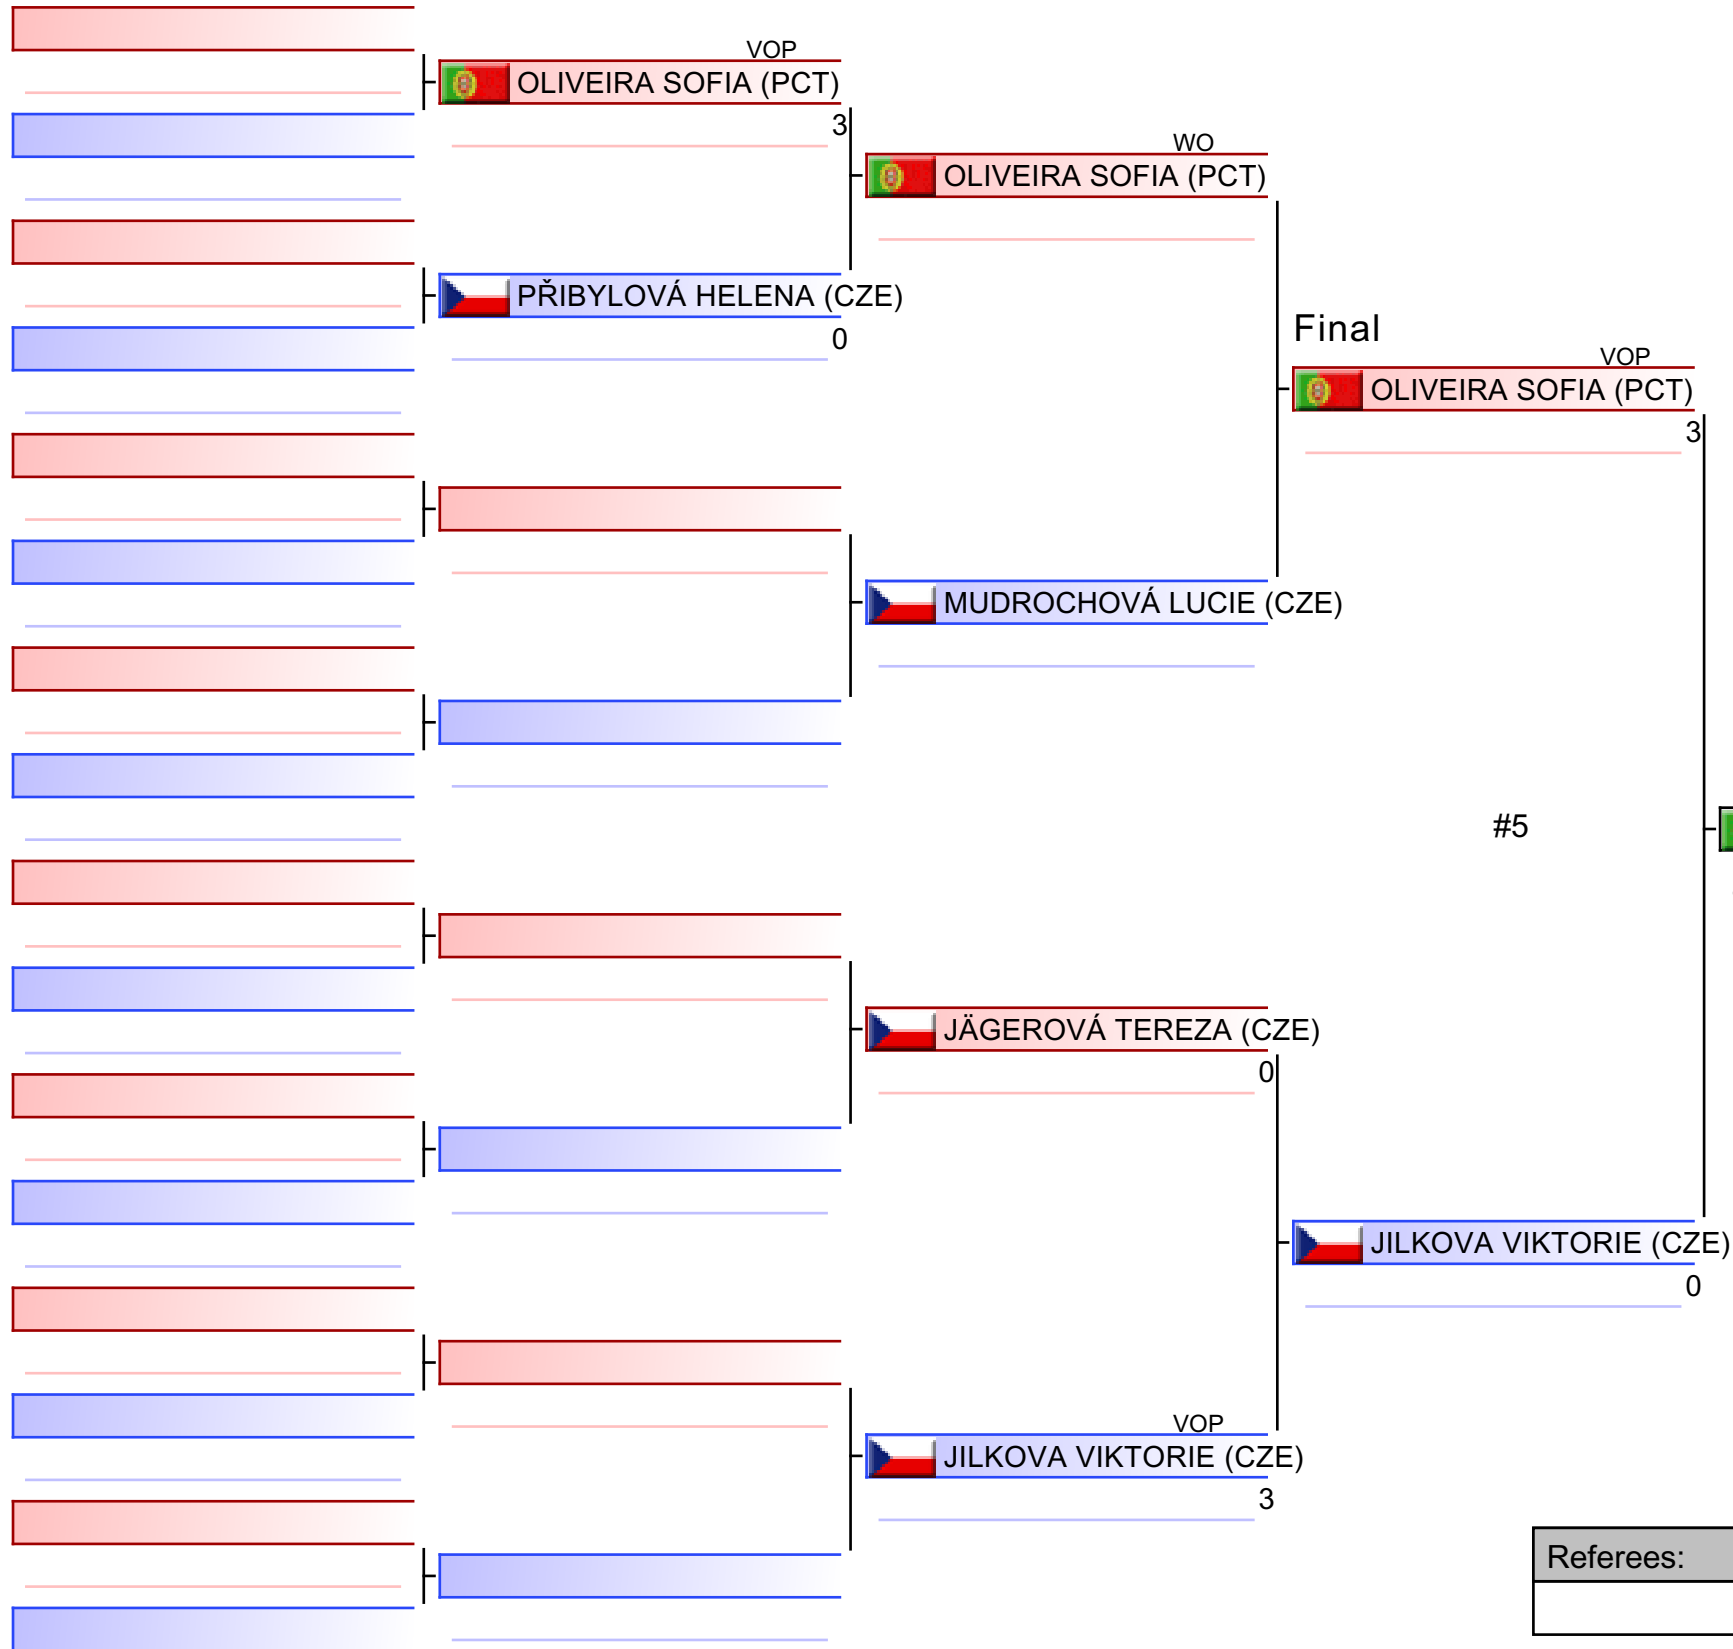 VOP
OLIVEIRA SOFIA (PCT)
3
WO
OLIVEIRA SOFIA (PCT)
PŘIBYLOVÁ HELENA (CZE)
0
Final
VOP
OLIVEIRA SOFIA (PCT)
3
MUDROCHOVÁ LUCIE (CZE)
#5
JÄGEROVÁ TEREZA (CZE)
0
JILKOVA VIKTORIE (CZE)
0
VOP
JILKOVA VIKTORIE (CZE)
3
Referees: